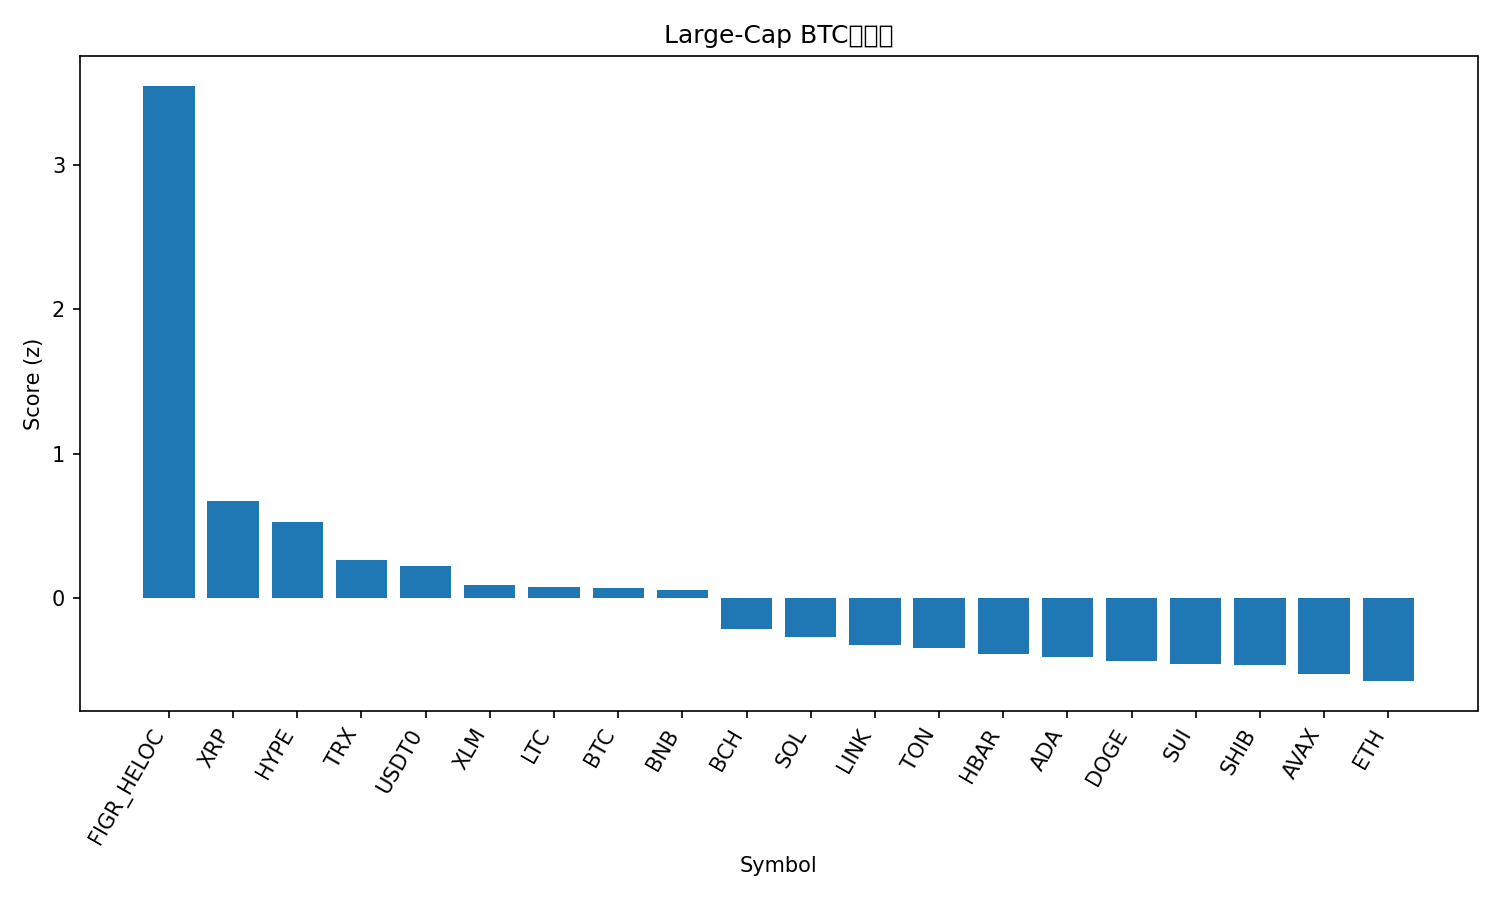 Large-Cap BTC
Score (z)
3
2
1
0
FIGR_HELOC
XRP
HYPE
TRX
USDT0
XLM
LTC
BTC
BNB
BCH
SOL
LINK
TON
HBAR
ADA
DOGE
SUI
SHIB
AVAX
ETH
Symbol